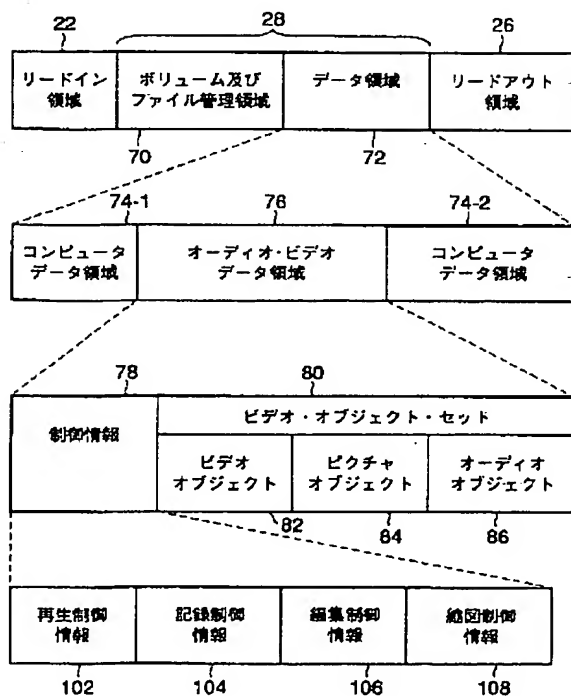 22
28
26
リードイン
領域
ボリューム及び
ファイル管理領域
データ領域
リードアウト
領域
70
72
74-1
76
74-2
コンピュータ
データ領域
オーディオ・ビデオ
データ領域
コンピュータ
データ領域
78
80
制御情報
ビデオ・オブジェクト・セット
ビデオ
オブジェクト
ピクチャ
オブジェクト
オーディオ
オブジェクト
82
84
86
再生制御
情報
記録制御
情報
編集制御
情報
縮図制御
情報
102
104
106
108